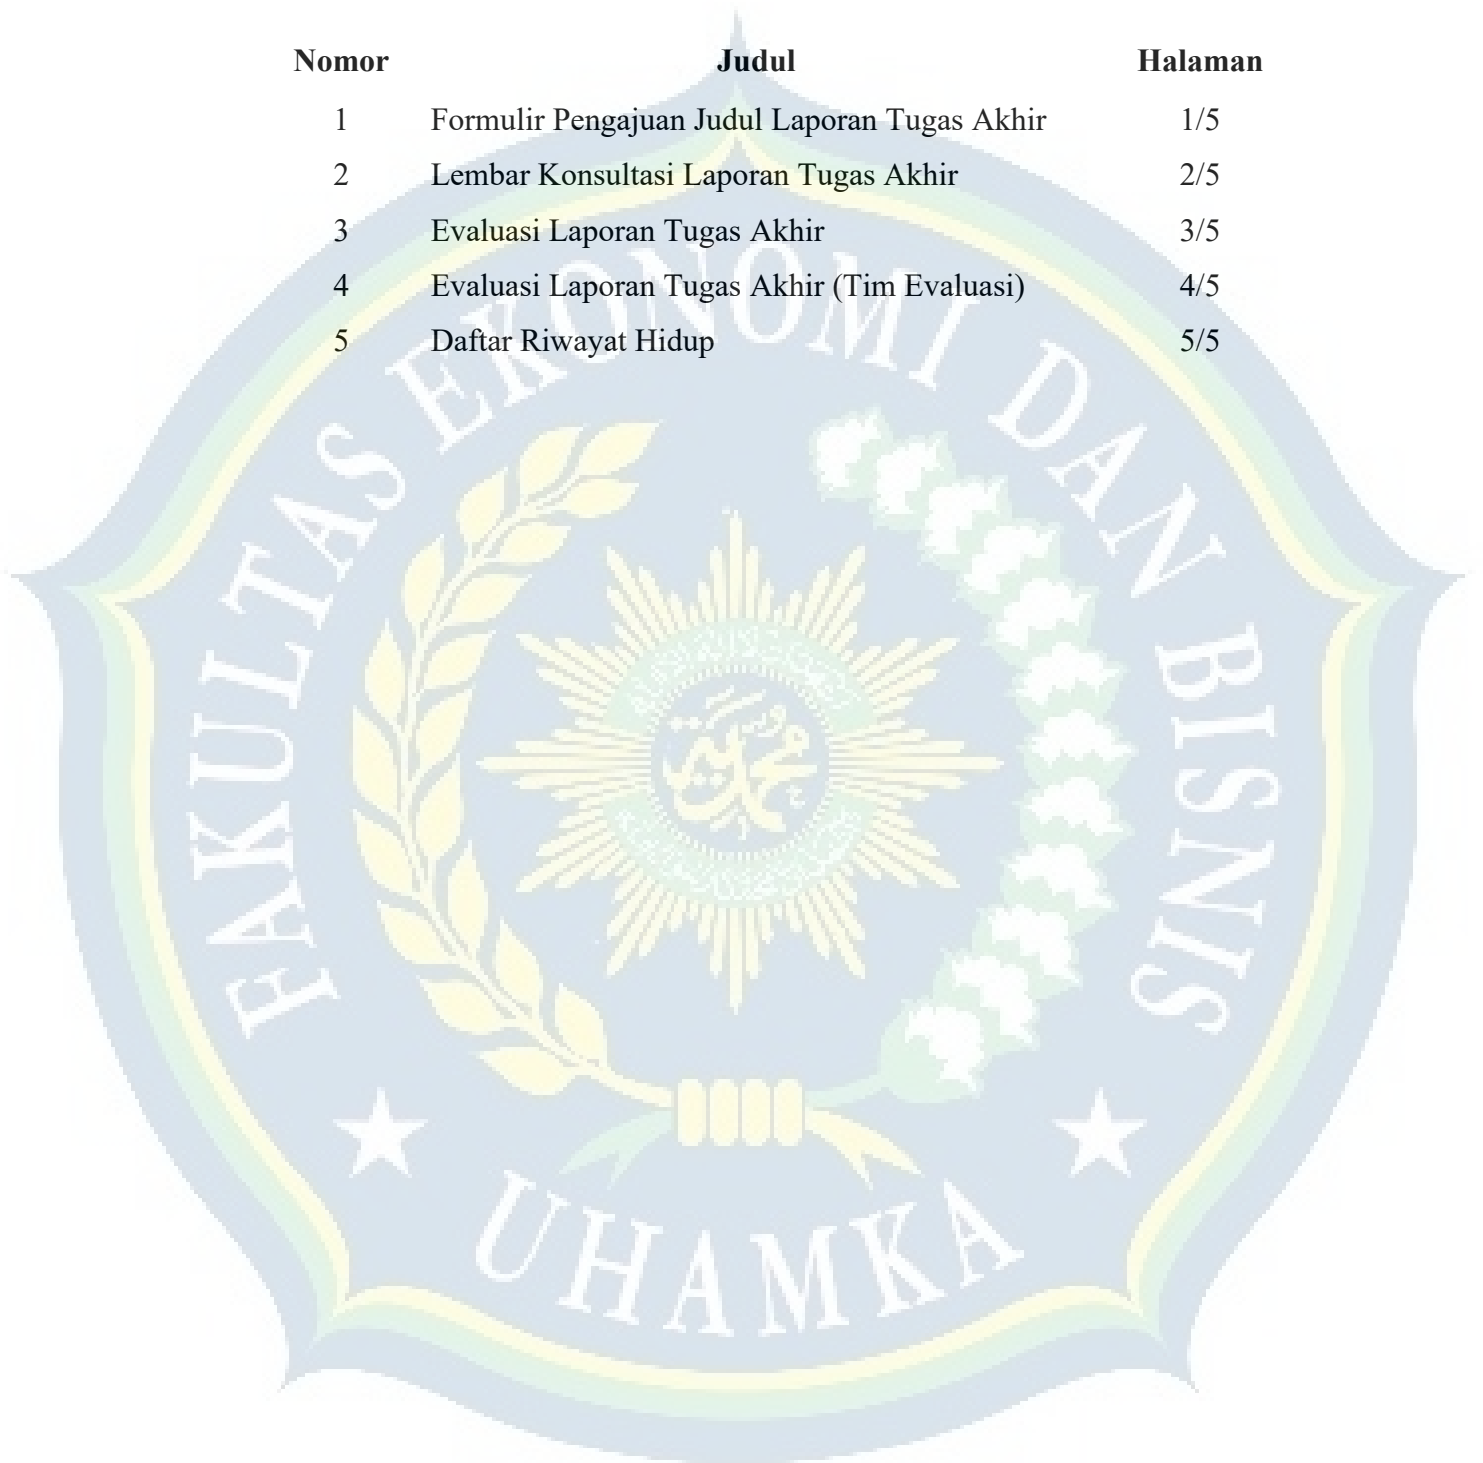 Nomor Judul Halaman
1 Formulir Pengajuan Judul Laporan Tugas Akhir 1/5
2 Lembar Konsultasi Laporan Tugas Akhir 2/5
3 Evaluasi Laporan Tugas Akhir 3/5
4 Evaluasi Laporan Tugas Akhir (Tim Evaluasi) 4/5
5 Daftar Riwayat Hidup 5/5
FAKULTAS EKONOMI DAN BISNIS
UHAMKA